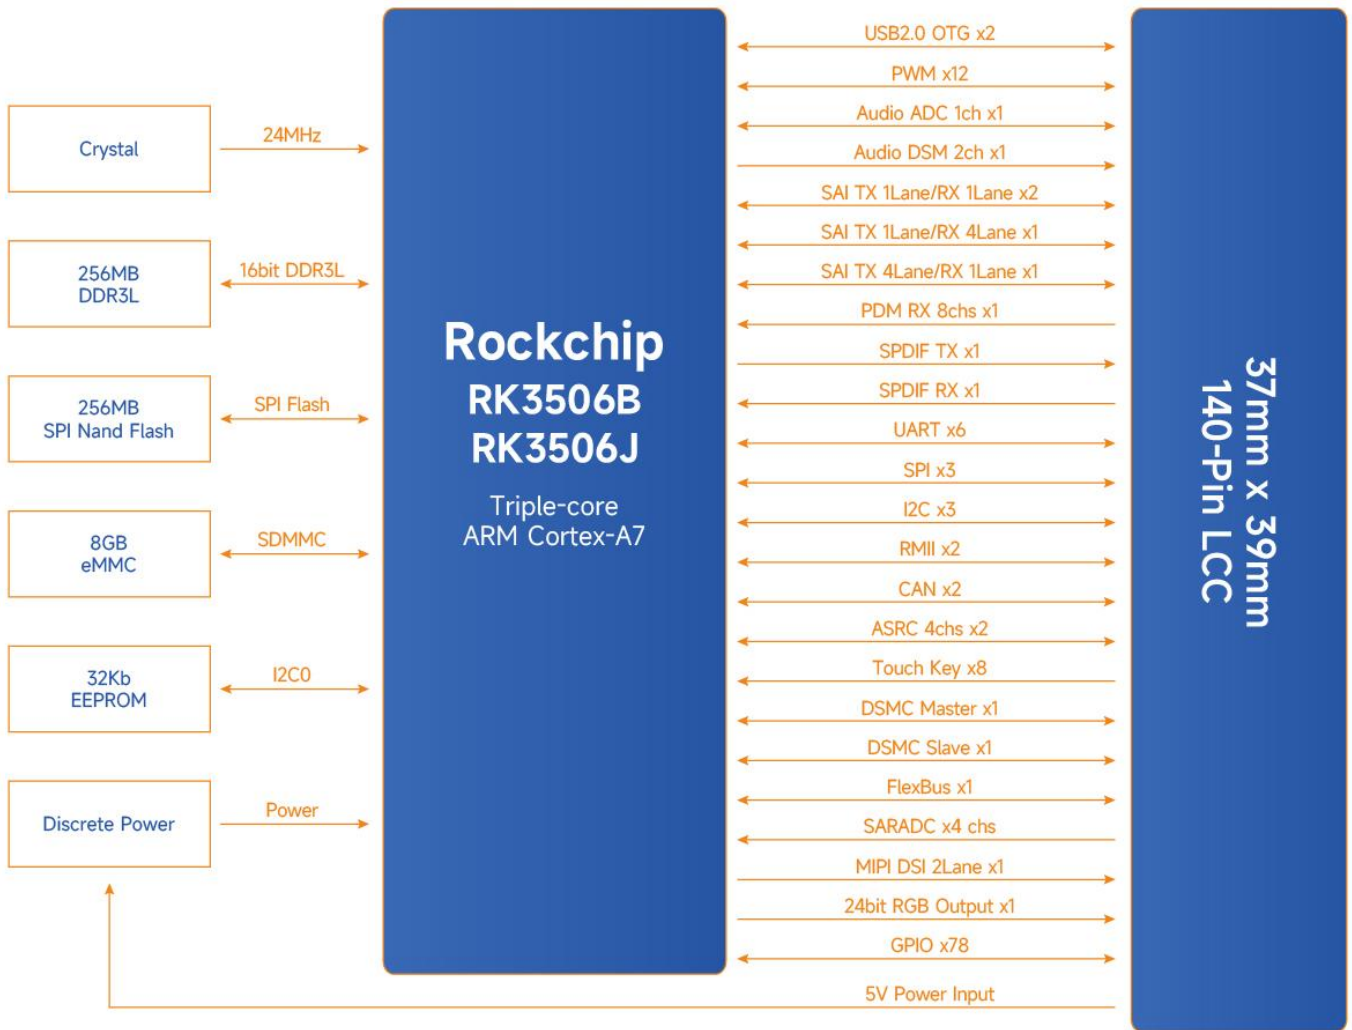 Crystal
24MHz
256MB
DDR3L
16bit DDR3L
256MB
SPI Nand Flash
SPI Flash
8GB
eMMC
SDMMC
32Kb
EEPROM
I2C0
Discrete Power
Power
Rockchip
RK3506B
RK3506J
Triple-core
ARM Cortex-A7
USB2.0 OTG x2
PWM x12
Audio ADC 1ch x1
Audio DSM 2ch x1
SAI TX 1Lane/RX 1Lane x2
SAI TX 1Lane/RX 4Lane x1
SAI TX 4Lane/RX 1Lane x1
PDM RX 8chs x1
SPDIF TX x1
SPDIF RX x1
UART x6
SPI x3
I2C x3
RMII x2
CAN x2
ASRC 4chs x2
Touch Key x8
DSMC Master x1
DSMC Slave x1
FlexBus x1
SARADC x4 chs
MIPI DSI 2Lane x1
24bit RGB Output x1
GPIO x78
5V Power Input
37mm x 39mm
140-Pin LCC